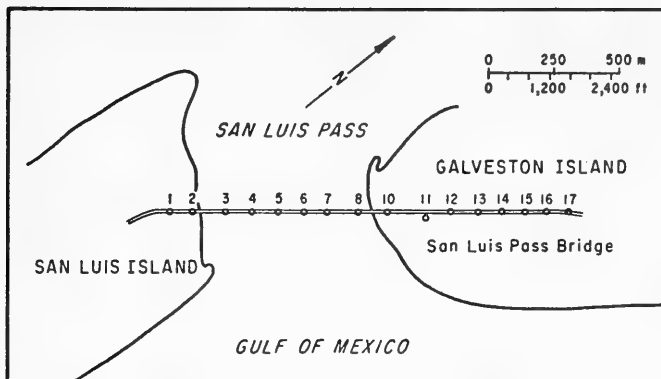 N
0 250 500 m
0 1,200 2,400 ft
SAN LUIS PASS
GALVESTON ISLAND
1 2 3 4 5 6 7 8 10 11 12 13 14 15 16 17
San Luis Pass Bridge
SAN LUIS ISLAND
GULF OF MEXICO